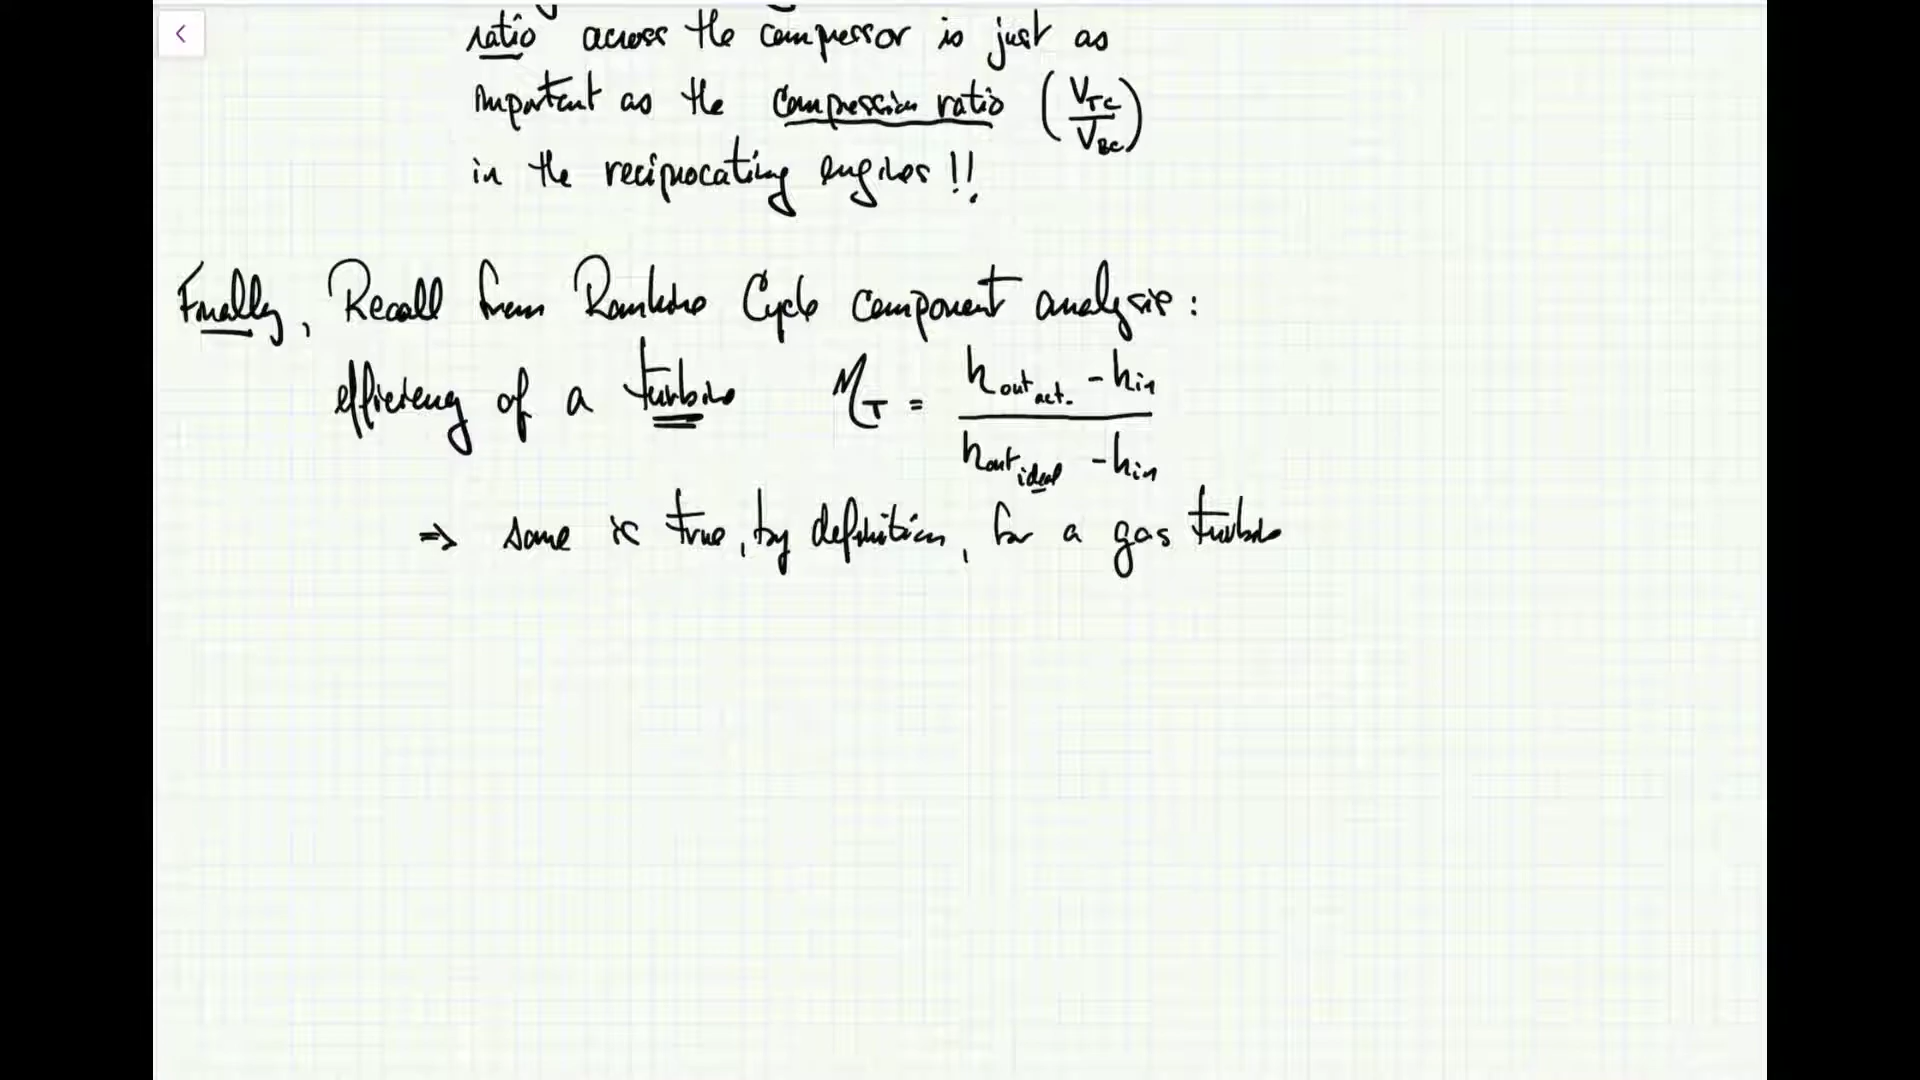 ratio across the compressor is just as
important as the compression ratio (V_TC / V_BC)
in the reciprocating engines !!
Finally, Recall from Rankine Cycle component analysis :
efficiency of a turbine η_T = (h_out act. - h_in) / (h_out ideal - h_in)
⇒ same is true, by definition, for a gas turbine